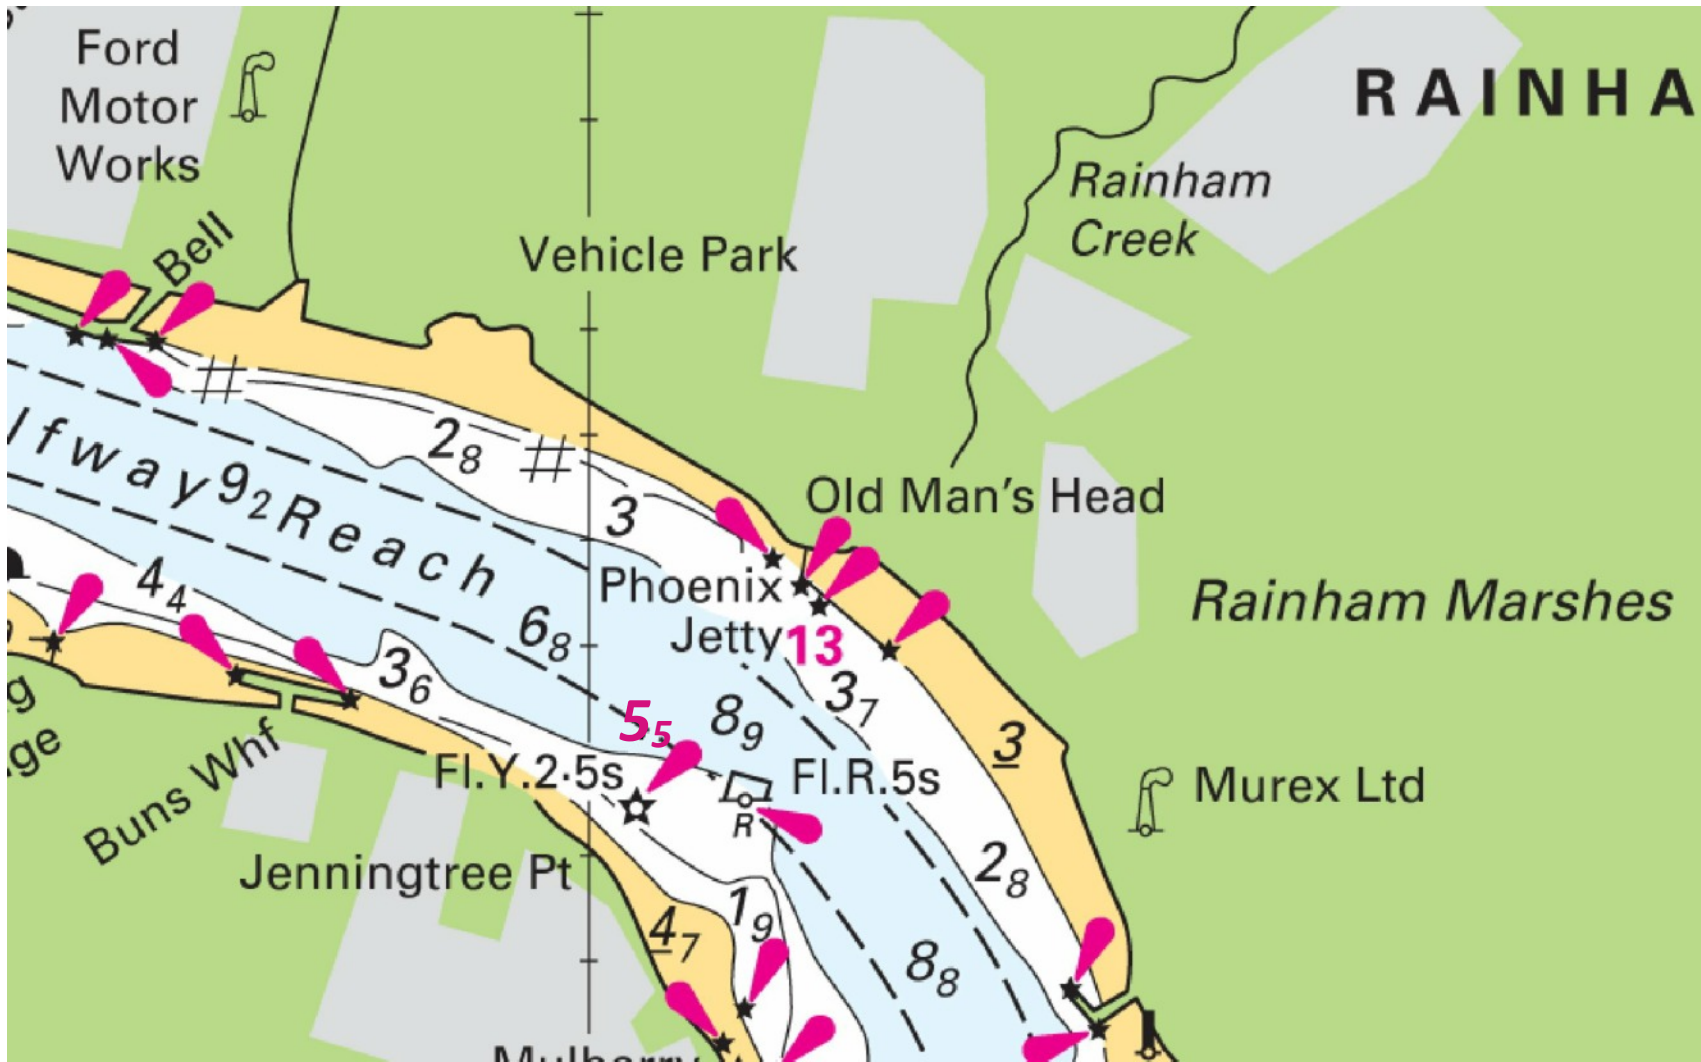 Ford
Motor
Works
RAINHA
Bell
Rainham
Creek
Vehicle Park
lfway Reach
9₂
2₈
3
Old Man's Head
4₄
Phoenix
Jetty
13
Rainham Marshes
6₈
3₆
3₇
5₅
8₉
3
Fl.Y.2·5s
Fl.R.5s
R
Murex Ltd
g
ge
Buns Whf
Jenningtree Pt
2₈
1₉
4₇
8₈
Mulberry